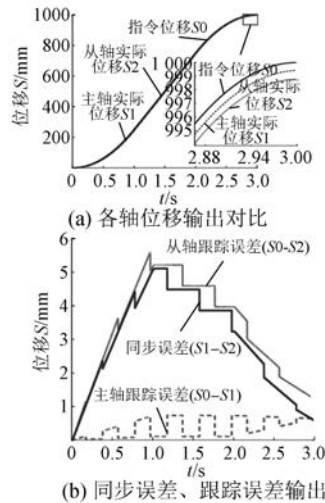 位移S/mm
1000
800
600
400
200
0
0.5
1.0
1.5
2.0
3.0
t/s
指令位移S0
从轴实际
位移S2
主轴实际
位移S1
1 000
999
998
997
996
995
指令位移S0
从轴实际
位移S2
主轴实际
位移S1
2.88
2.94
3.00
(a) 各轴位移输出对比
位移S/mm
6
5
4
3
2
1
0
0.5
1.0
1.5
2.0
2.5
3.0
t/s
从轴跟踪误差(S0-S2)
同步误差(S1-S2)
主轴跟踪误差(S0-S1)
(b) 同步误差、跟踪误差输出